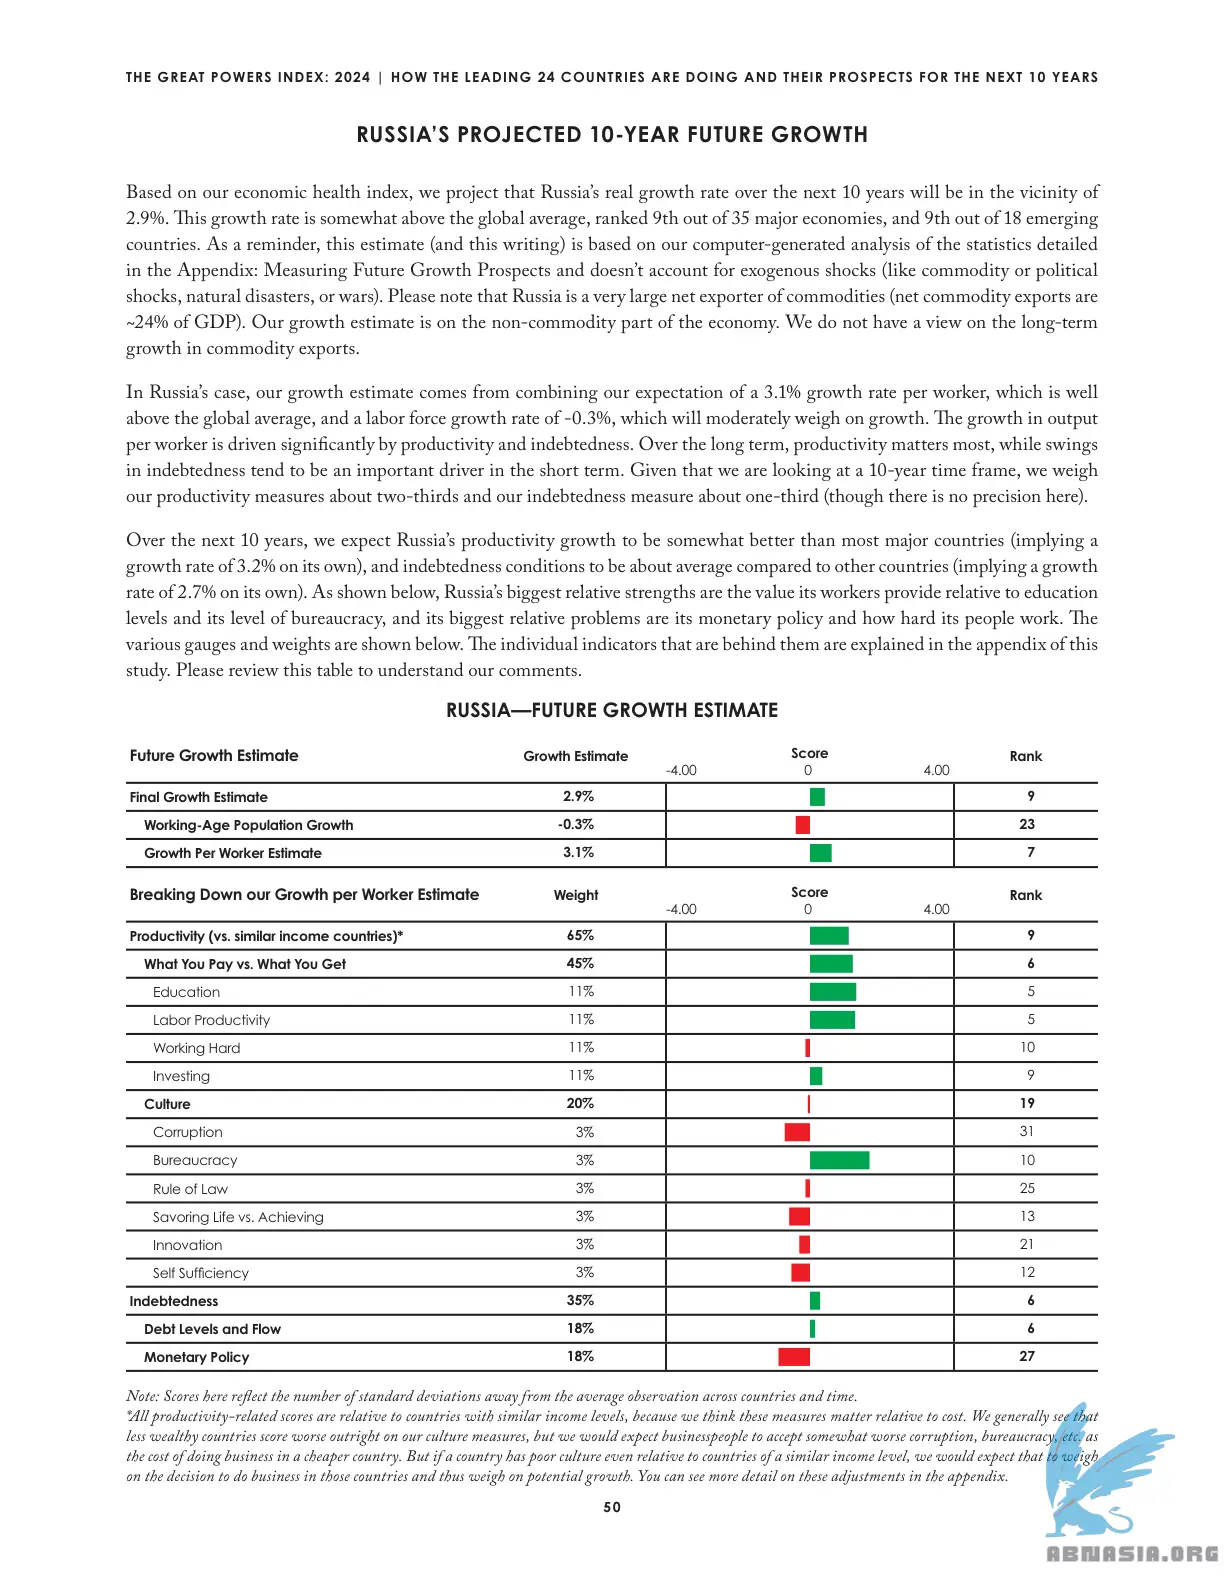 THE GREAT POWERS INDEX: 2024 | HOW THE LEADING 24 COUNTRIES ARE DOING AND THEIR PROSPECTS FOR THE NEXT 10 YEARS
RUSSIA'S PROJECTED 10-YEAR FUTURE GROWTH
Based on our economic health index, we project that Russia's real growth rate over the next 10 years will be in the vicinity of
2.9%. This growth rate is somewhat above the global average, ranked 9th out of 35 major economies, and 9th out of 18 emerging
countries. As a reminder, this estimate (and this writing) is based on our computer-generated analysis of the statistics detailed
in the Appendix: Measuring Future Growth Prospects and doesn't account for exogenous shocks (like commodity or political
shocks, natural disasters, or wars). Please note that Russia is a very large net exporter of commodities (net commodity exports are
~24% of GDP). Our growth estimate is on the non-commodity part of the economy. We do not have a view on the long-term
growth in commodity exports.
In Russia's case, our growth estimate comes from combining our expectation of a 3.1% growth rate per worker, which is well
above the global average, and a labor force growth rate of -0.3%, which will moderately weigh on growth. The growth in output
per worker is driven significantly by productivity and indebtedness. Over the long term, productivity matters most, while swings
in indebtedness tend to be an important driver in the short term. Given that we are looking at a 10-year time frame, we weigh
our productivity measures about two-thirds and our indebtedness measure about one-third (though there is no precision here).
Over the next 10 years, we expect Russia's productivity growth to be somewhat better than most major countries (implying a
growth rate of 3.2% on its own), and indebtedness conditions to be about average compared to other countries (implying a growth
rate of 2.7% on its own). As shown below, Russia's biggest relative strengths are the value its workers provide relative to education
levels and its level of bureaucracy, and its biggest relative problems are its monetary policy and how hard its people work. The
various gauges and weights are shown below. The individual indicators that are behind them are explained in the appendix of this
study. Please review this table to understand our comments.
RUSSIA—FUTURE GROWTH ESTIMATE
Future Growth Estimate Growth Estimate Score Rank
-4.00 0 4.00
Final Growth Estimate 2.9% 9
Working-Age Population Growth -0.3% 23
Growth Per Worker Estimate 3.1% 7
Breaking Down our Growth per Worker Estimate Weight Score Rank
-4.00 0 4.00
Productivity (vs. similar income countries)* 65% 9
What You Pay vs. What You Get 45% 6
Education 11% 5
Labor Productivity 11% 5
Working Hard 11% 10
Investing 11% 9
Culture 20% 19
Corruption 3% 31
Bureaucracy 3% 10
Rule of Law 3% 25
Savoring Life vs. Achieving 3% 13
Innovation 3% 21
Self Sufficiency 3% 12
Indebtedness 35% 6
Debt Levels and Flow 18% 6
Monetary Policy 18% 27
Note: Scores here reflect the number of standard deviations away from the average observation across countries and time.
*All productivity-related scores are relative to countries with similar income levels, because we think these measures matter relative to cost. We generally see that
less wealthy countries score worse outright on our culture measures, but we would expect businesspeople to accept somewhat worse corruption, bureaucracy, etc. as
the cost of doing business in a cheaper country. But if a country has poor culture even relative to countries of a similar income level, we would expect that to weigh
on the decision to do business in those countries and thus weigh on potential growth. You can see more detail on these adjustments in the appendix.
50
ABNASIA.ORG